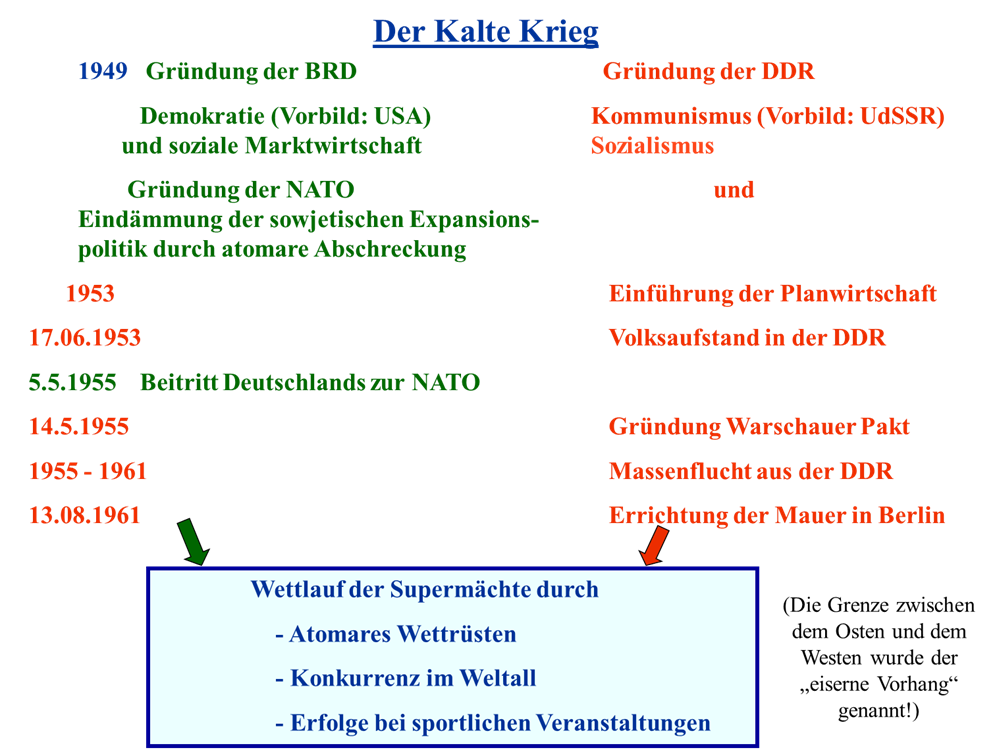 Der Kalte Krieg
1949 Gründung der BRD Gründung der DDR
Demokratie (Vorbild: USA) Kommunismus (Vorbild: UdSSR)
und soziale Marktwirtschaft Sozialismus
Gründung der NATO und
Eindämmung der sowjetischen Expansions-
politik durch atomare Abschreckung
1953 Einführung der Planwirtschaft
17.06.1953 Volksaufstand in der DDR
5.5.1955 Beitritt Deutschlands zur NATO
14.5.1955 Gründung Warschauer Pakt
1955 - 1961 Massenflucht aus der DDR
13.08.1961 Errichtung der Mauer in Berlin
Wettlauf der Supermächte durch
- Atomares Wettrüsten
- Konkurrenz im Weltall
- Erfolge bei sportlichen Veranstaltungen
(Die Grenze zwischen
dem Osten und dem
Westen wurde der
„eiserne Vorhang“
genannt!)